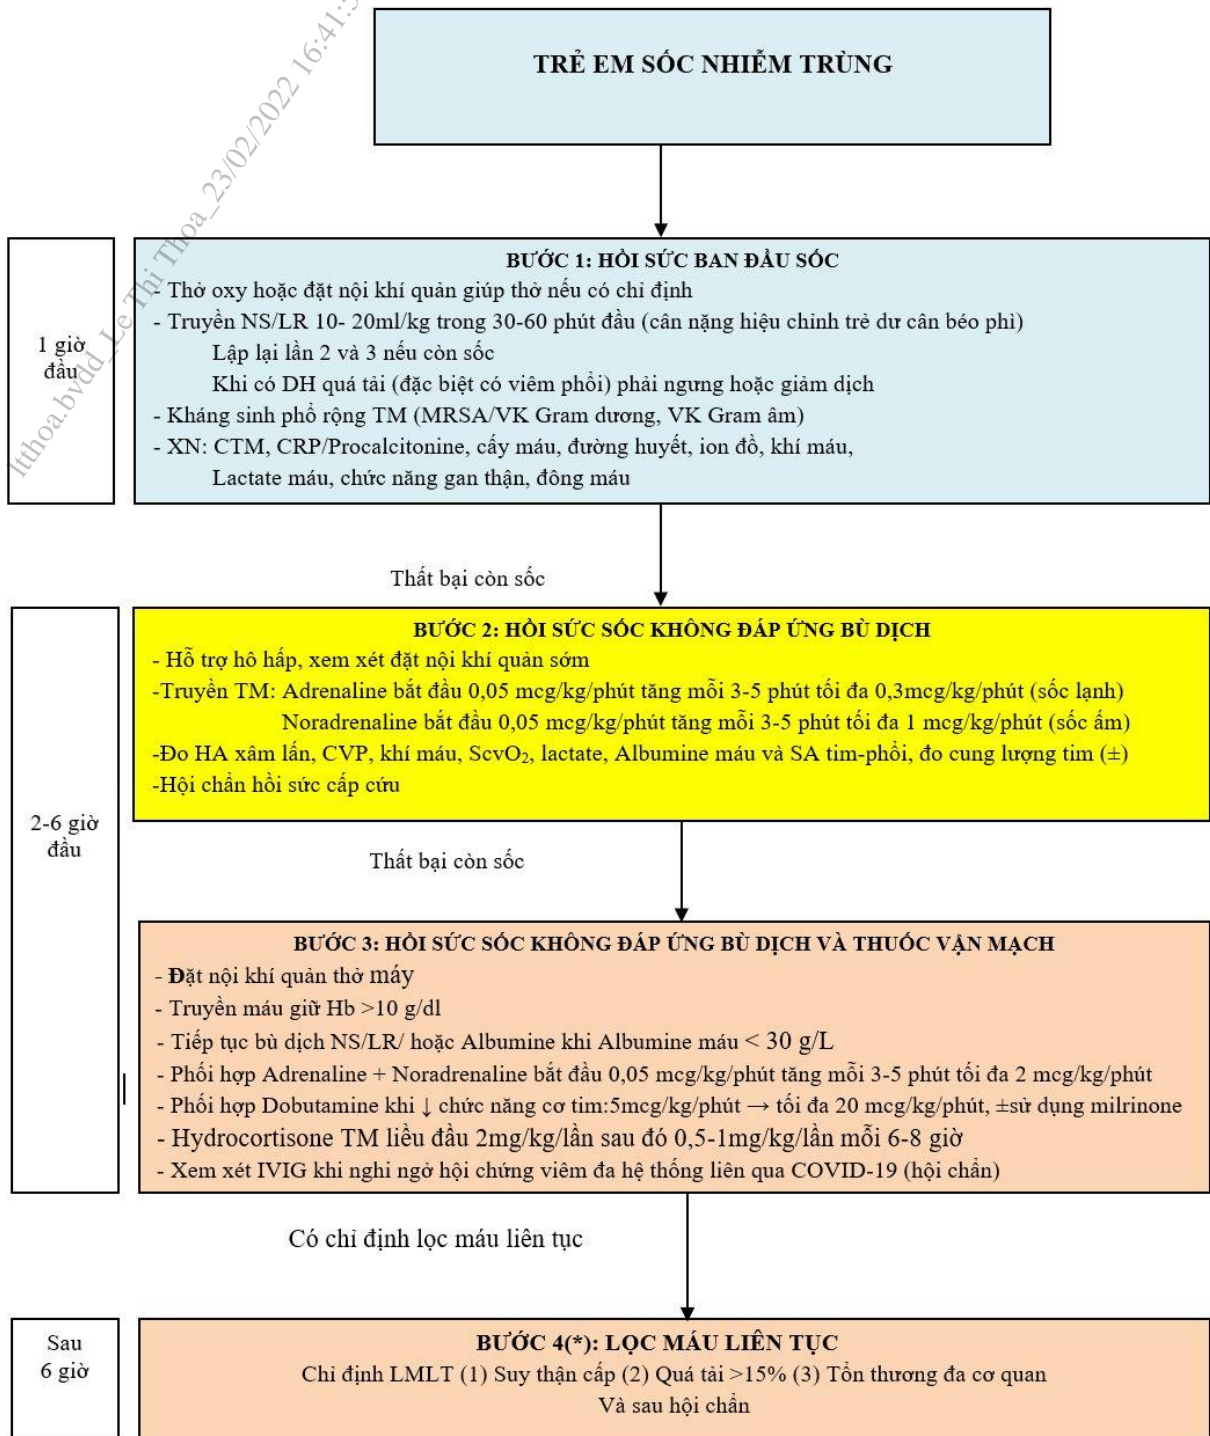 ltthoa.bvdd_Le Thi Thoa_23/02/2022 16:41:5
TRẺ EM SỐC NHIỄM TRÙNG
1 giờ
đầu
BƯỚC 1: HỒI SỨC BAN ĐẦU SỐC
- Thở oxy hoặc đặt nội khí quản giúp thở nếu có chỉ định
- Truyền NS/LR 10- 20ml/kg trong 30-60 phút đầu (cân nặng hiệu chỉnh trẻ dư cân béo phì)
Lập lại lần 2 và 3 nếu còn sốc
Khi có DH quá tải (đặc biệt có viêm phổi) phải ngưng hoặc giảm dịch
- Kháng sinh phổ rộng TM (MRSA/VK Gram dương, VK Gram âm)
- XN: CTM, CRP/Procalcitonine, cấy máu, đường huyết, ion đồ, khí máu,
Lactate máu, chức năng gan thận, đông máu
Thất bại còn sốc
2-6 giờ
đầu
BƯỚC 2: HỒI SỨC SỐC KHÔNG ĐÁP ỨNG BÙ DỊCH
- Hỗ trợ hô hấp, xem xét đặt nội khí quản sớm
-Truyền TM: Adrenaline bắt đầu 0,05 mcg/kg/phút tăng mỗi 3-5 phút tối đa 0,3mcg/kg/phút (sốc lạnh)
Noradrenaline bắt đầu 0,05 mcg/kg/phút tăng mỗi 3-5 phút tối đa 1 mcg/kg/phút (sốc ấm)
-Đo HA xâm lấn, CVP, khí máu, ScvO₂, lactate, Albumine máu và SA tim-phổi, đo cung lượng tim (±)
-Hội chẩn hồi sức cấp cứu
Thất bại còn sốc
BƯỚC 3: HỒI SỨC SỐC KHÔNG ĐÁP ỨNG BÙ DỊCH VÀ THUỐC VẬN MẠCH
- Đặt nội khí quản thở máy
- Truyền máu giữ Hb >10 g/dl
- Tiếp tục bù dịch NS/LR/ hoặc Albumine khi Albumine máu < 30 g/L
- Phối hợp Adrenaline + Noradrenaline bắt đầu 0,05 mcg/kg/phút tăng mỗi 3-5 phút tối đa 2 mcg/kg/phút
- Phối hợp Dobutamine khi ↓ chức năng cơ tim:5mcg/kg/phút → tối đa 20 mcg/kg/phút, ±sử dụng milrinone
- Hydrocortisone TM liều đầu 2mg/kg/lần sau đó 0,5-1mg/kg/lần mỗi 6-8 giờ
- Xem xét IVIG khi nghi ngở hội chứng viêm đa hệ thống liên qua COVID-19 (hội chẩn)
Có chỉ định lọc máu liên tục
Sau
6 giờ
BƯỚC 4(*): LỌC MÁU LIÊN TỤC
Chỉ định LMLT (1) Suy thận cấp (2) Quá tải >15% (3) Tổn thương đa cơ quan
Và sau hội chẩn